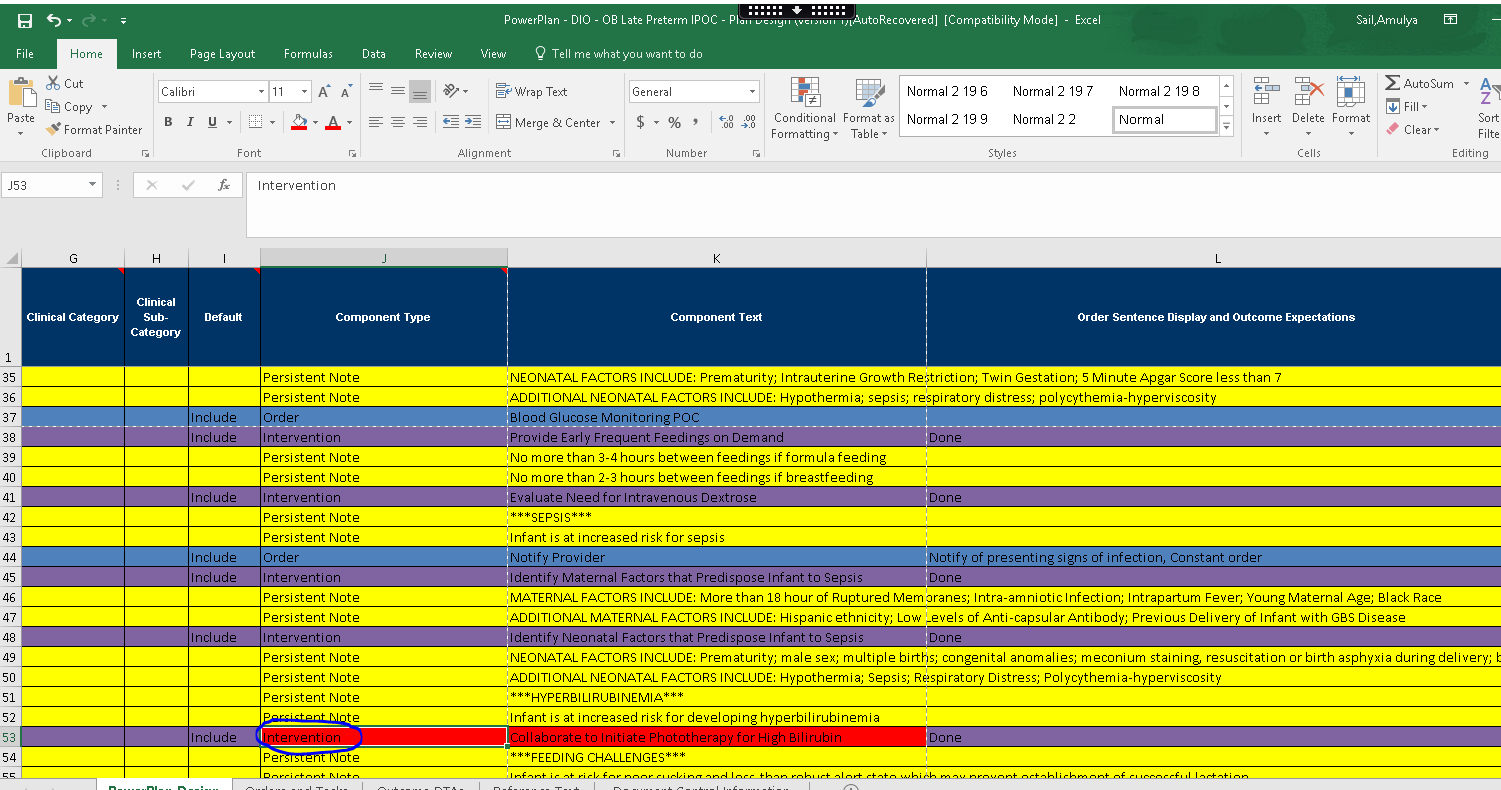 PowerPlan - DIO - OB Late Preterm IPOC - Plan Design (version 1)[AutoRecovered] [Compatibility Mode] - Excel Sail,Amulya
File Home Insert Page Layout Formulas Data Review View Tell me what you want to do
Paste Cut Copy Format Painter Clipboard
Calibri 11 A A B I U A Font
Wrap Text Merge & Center Alignment
General $ % , .00 .0 Number
Conditional Formatting Format as Table
Normal 2 19 6 Normal 2 19 7 Normal 2 19 8
Normal 2 19 9 Normal 2 2 Normal
Styles
Insert Delete Format Cells
AutoSum Fill Clear Sort Filte Editing
J53 fx Intervention
G H I J K L
1 Clinical Category Clinical Sub-Category Default Component Type Component Text Order Sentence Display and Outcome Expectations
35 Persistent Note NEONATAL FACTORS INCLUDE: Prematurity; Intrauterine Growth Restriction; Twin Gestation; 5 Minute Apgar Score less than 7
36 Persistent Note ADDITIONAL NEONATAL FACTORS INCLUDE: Hypothermia; sepsis; respiratory distress; polycythemia-hyperviscosity
37 Include Order Blood Glucose Monitoring POC
38 Include Intervention Provide Early Frequent Feedings on Demand Done
39 Persistent Note No more than 3-4 hours between feedings if formula feeding
40 Persistent Note No more than 2-3 hours between feedings if breastfeeding
41 Include Intervention Evaluate Need for Intravenous Dextrose Done
42 Persistent Note ***SEPSIS***
43 Persistent Note Infant is at increased risk for sepsis
44 Include Order Notify Provider Notify of presenting signs of infection, Constant order
45 Include Intervention Identify Maternal Factors that Predispose Infant to Sepsis Done
46 Persistent Note MATERNAL FACTORS INCLUDE: More than 18 hour of Ruptured Membranes; Intra-amniotic Infection; Intrapartum Fever; Young Maternal Age; Black Race
47 Persistent Note ADDITIONAL MATERNAL FACTORS INCLUDE: Hispanic ethnicity; Low Levels of Anti-capsular Antibody; Previous Delivery of Infant with GBS Disease
48 Include Intervention Identify Neonatal Factors that Predispose Infant to Sepsis Done
49 Persistent Note NEONATAL FACTORS INCLUDE: Prematurity; male sex; multiple births; congenital anomalies; meconium staining, resuscitation or birth asphyxia during delivery; b
50 Persistent Note ADDITIONAL NEONATAL FACTORS INCLUDE: Hypothermia; Sepsis; Respiratory Distress; Polycythemia-hyperviscosity
51 Persistent Note ***HYPERBILIRUBINEMIA***
52 Persistent Note Infant is at increased risk for developing hyperbilirubinemia
53 Include Intervention Collaborate to Initiate Phototherapy for High Bilirubin Done
54 Persistent Note ***FEEDING CHALLENGES***
55 Persistent Note Infant is at risk for poor sucking and less than robust alert state which may prevent establishment of successful lactation
PowerPlan Design Orders and Tasks Outcome DTAs Reference Text Document Control Information